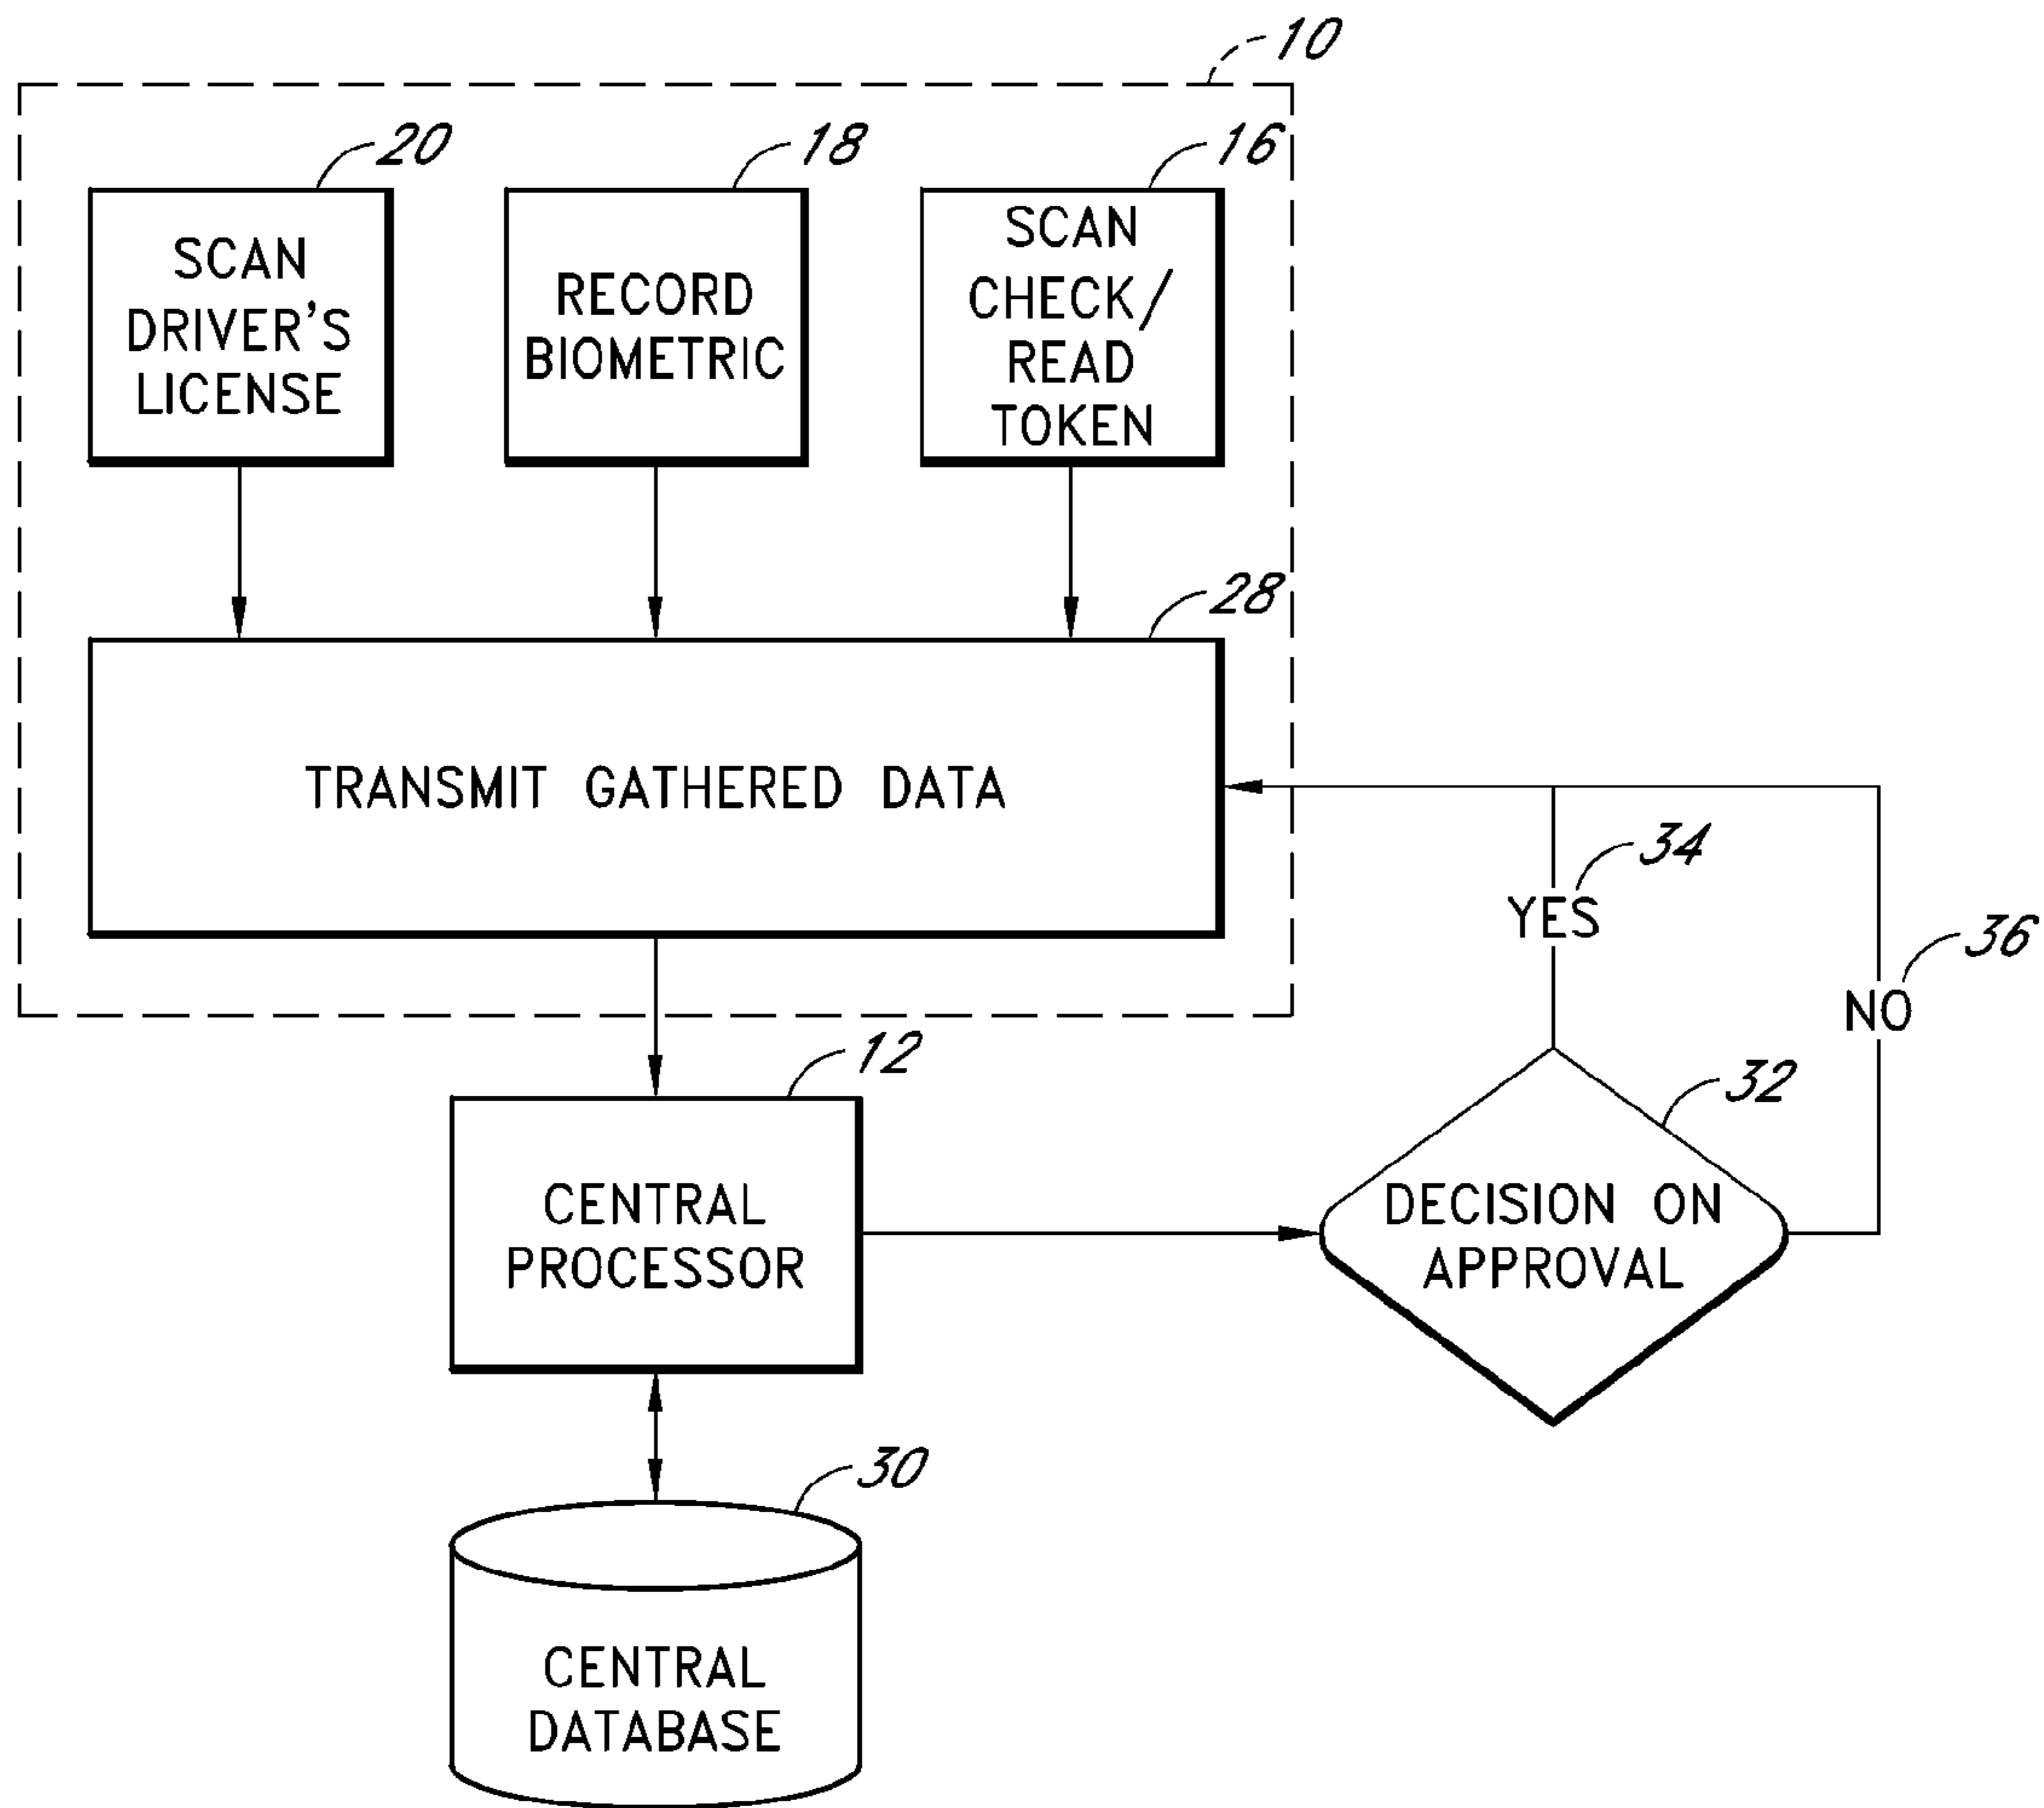 10
20
18
16
SCAN
DRIVER'S
LICENSE
RECORD
BIOMETRIC
SCAN
CHECK/
READ
TOKEN
28
TRANSMIT GATHERED DATA
34
YES
36
NO
12
32
CENTRAL
PROCESSOR
DECISION ON
APPROVAL
30
CENTRAL
DATABASE